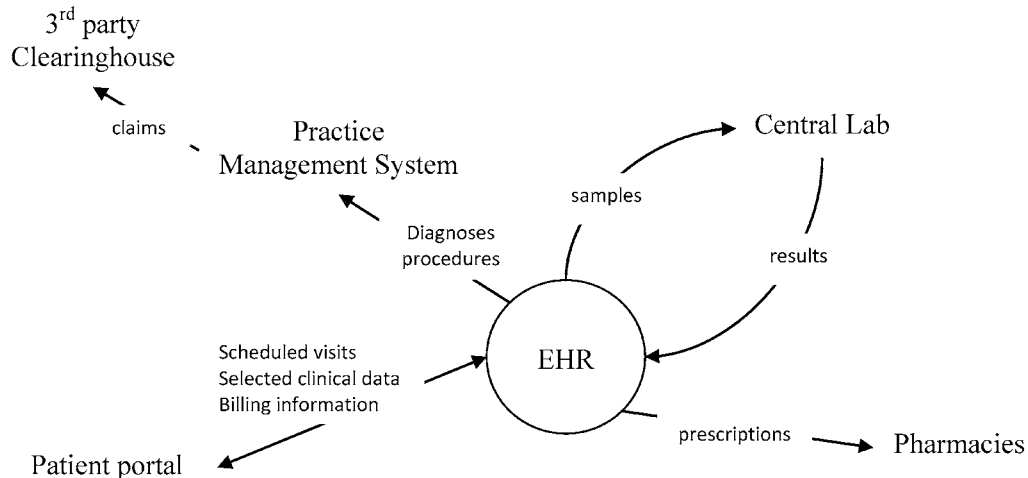 3rd party
Clearinghouse
claims
Practice
Management System
Central Lab
samples
Diagnoses
procedures
results
Scheduled visits
Selected clinical data
Billing information
EHR
prescriptions
Pharmacies
Patient portal